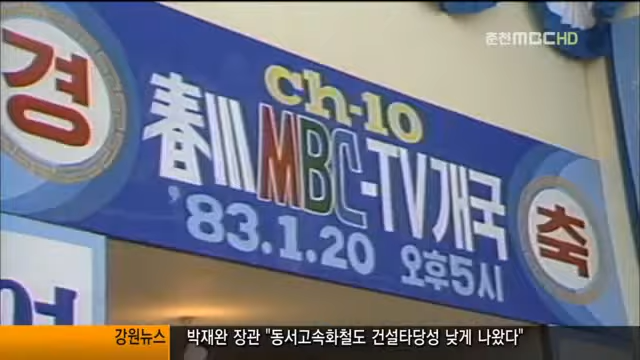 춘천MBC HD
ch-10
경 春川MBC-TV개국 축
'83.1.20 오후5시
강원뉴스 박재완 장관 "동서고속화철도 건설타당성 낮게 나왔다"